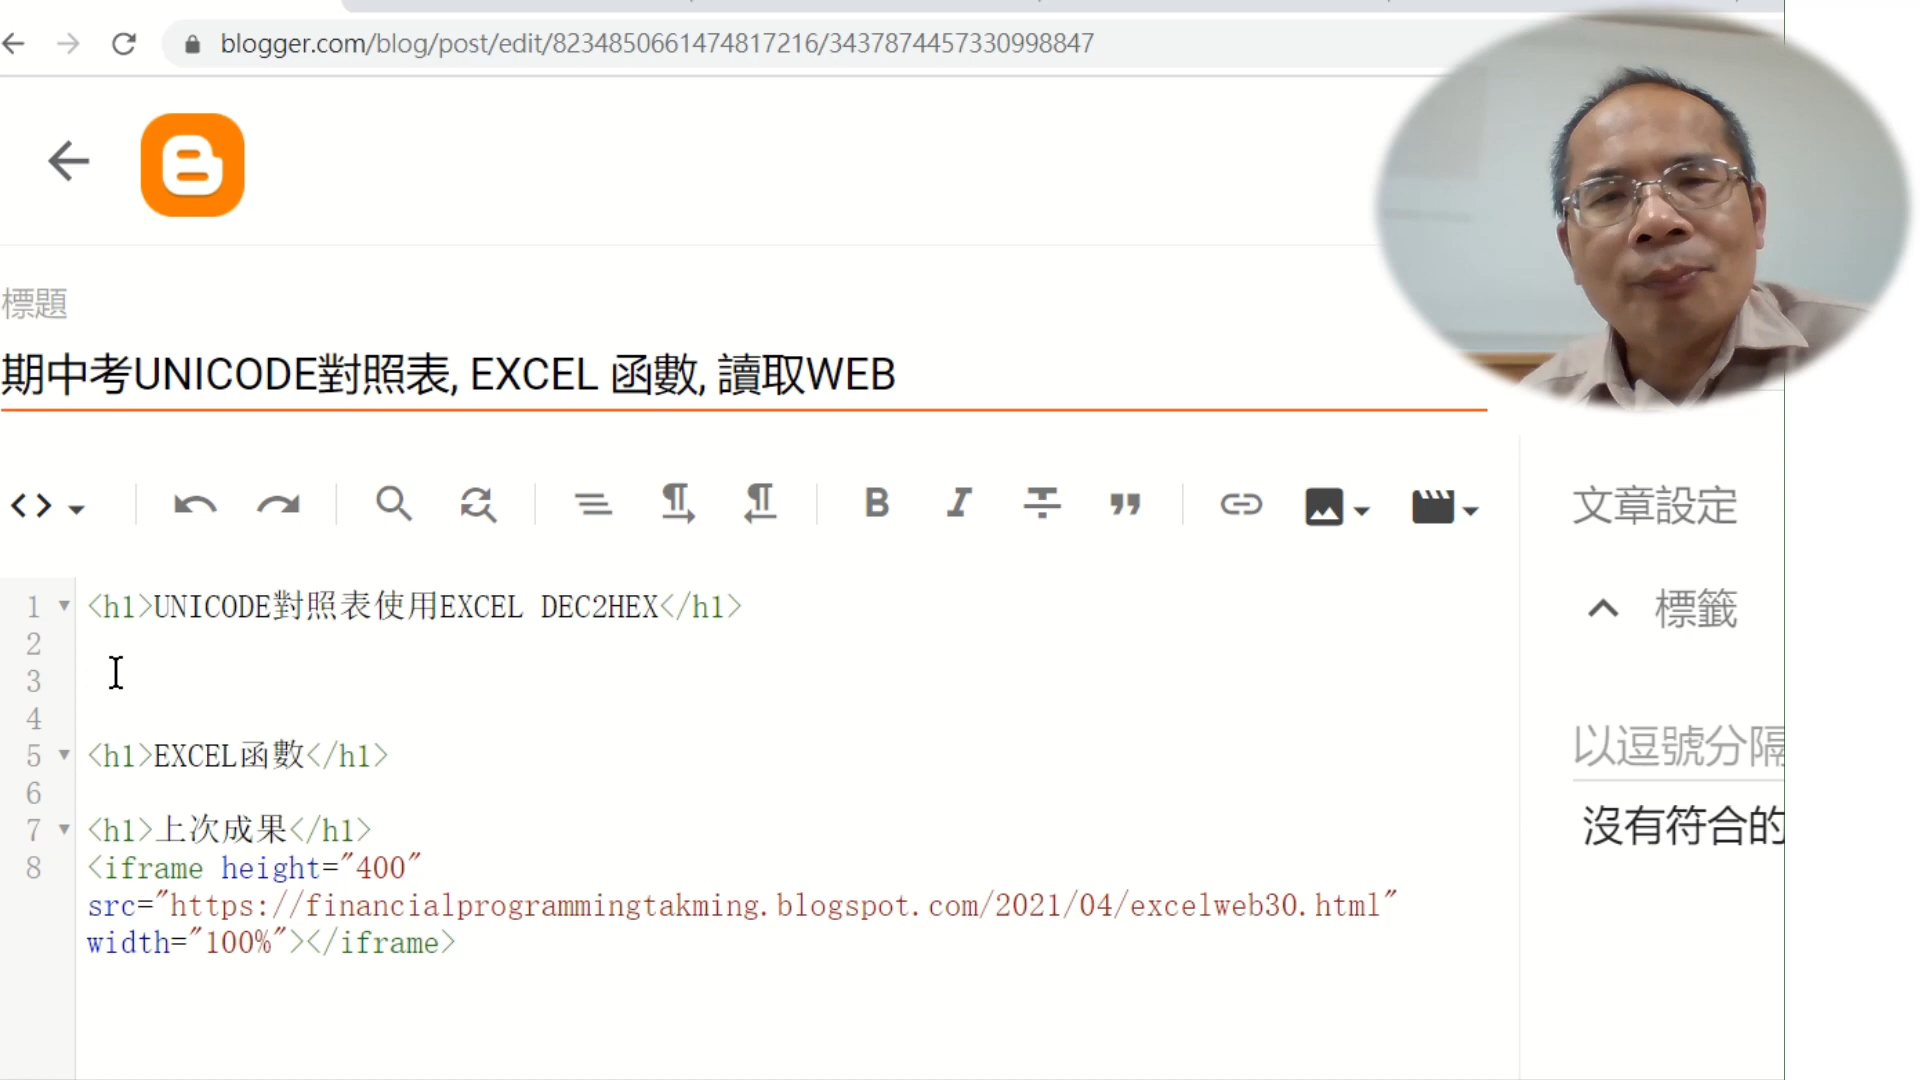 blogger.com/blog/post/edit/8234850661474817216/3437874457330998847
標題
期中考UNICODE對照表, EXCEL 函數, 讀取WEB
文章設定
標籤
以逗號分隔
沒有符合的
1 <h1>UNICODE對照表使用EXCEL DEC2HEX</h1>
2
3
4
5 <h1>EXCEL函數</h1>
6
7 <h1>上次成果</h1>
8 <iframe height="400"
src="https://financialprogrammingtakming.blogspot.com/2021/04/excelweb30.html"
width="100%"></iframe>